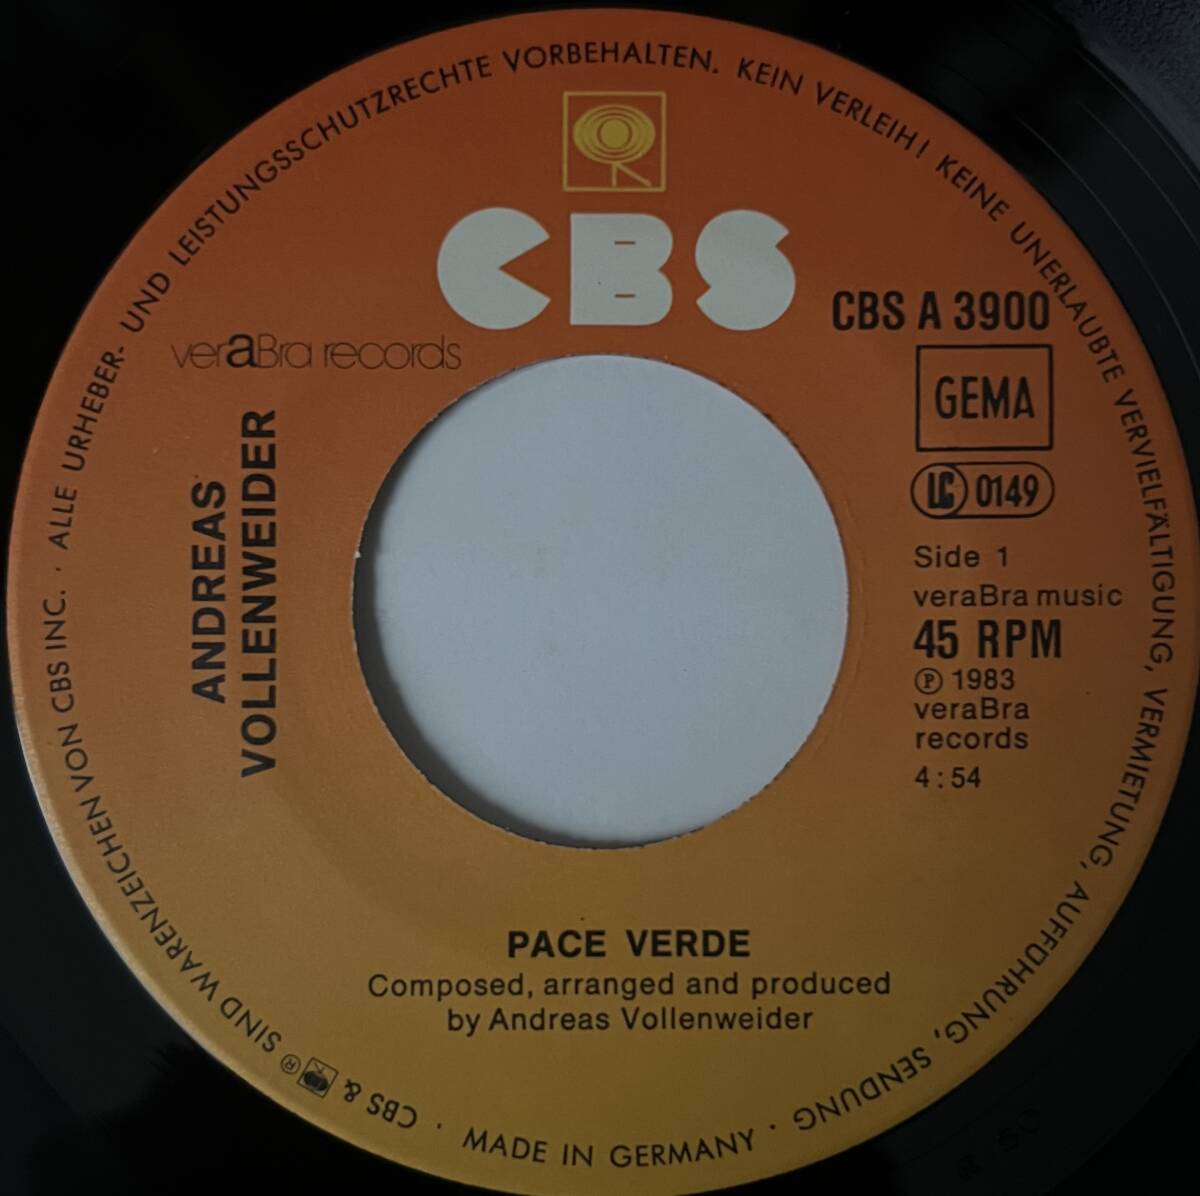 ALLE URHEBER- UND LEISTUNGSSCHUTZRECHTE VORBEHALTEN. KEIN VERLEIH! KEINE UNERLAUBTE VERVIELFÄLTIGUNG, VERMIETUNG, AUFFÜHRUNG, SENDUNG · MADE IN GERMANY · CBS & ® SIND WARENZEICHEN VON CBS INC. ·
CBS
CBS A 3900
veraBra records
GEMA
LC 0149
ANDREAS
VOLLENWEIDER
Side 1
veraBra music
45 RPM
℗ 1983
veraBra
records
4:54
PACE VERDE
Composed, arranged and produced
by Andreas Vollenweider